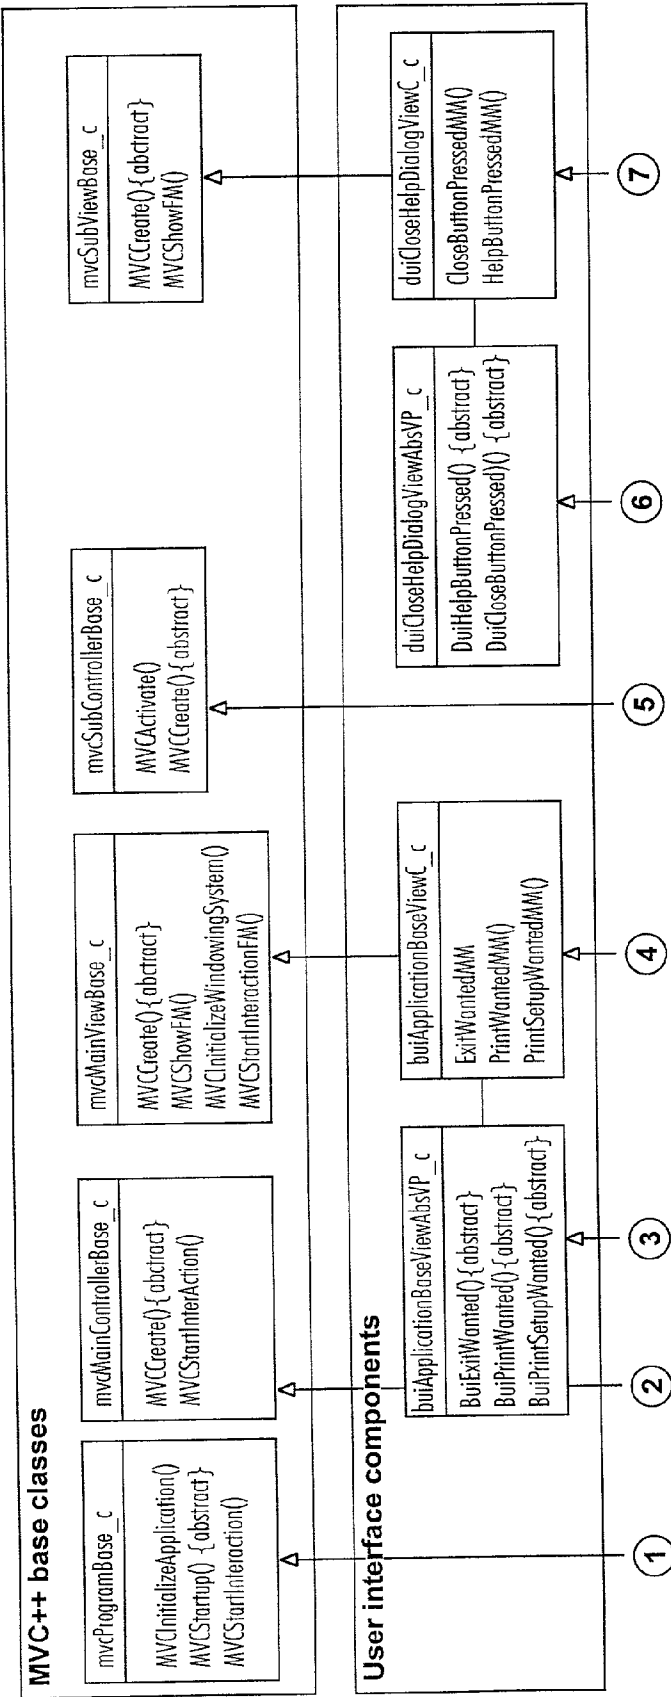 MVC++ base classes
mvcProgramBase_c
MVCInitializeApplication()
MVCStartup() {abstract}
MVCStartInteraction()
mvcMainControllerBase_c
MVCCreate(){abctract}
MVCStartInterAction()
mvcMainViewBase_c
MVCCreate(){abctract}
MVCShowFM()
MVCInitializeWindowingSystem()
MVCStartInteractionFM()
mvcSubControllerBase_c
MVCActivate()
MVCCreate(){abstract}
mvcSubViewBase_c
MVCCreate(){abctract}
MVCShowFM()
User interface components
buiApplicationBaseViewAbsVP_c
BuiExitWanted(){abstract}
BuiPrintWanted(){abstract}
BuiPrintSetupWanted(){abstract}
buiApplicationBaseViewC_c
ExitWantedMM
PrintWantedMM()
PrintSetupWantedMM()
duiCloseHelpDialogViewAbsVP_c
DuiHelpButtonPressed() {abstract}
DuiCloseButtonPressed)() {abstract}
duiCloseHelpDialogViewC_c
CloseButtonPressedMM()
HelpButtonPressedMM()
1
2
3
4
5
6
7